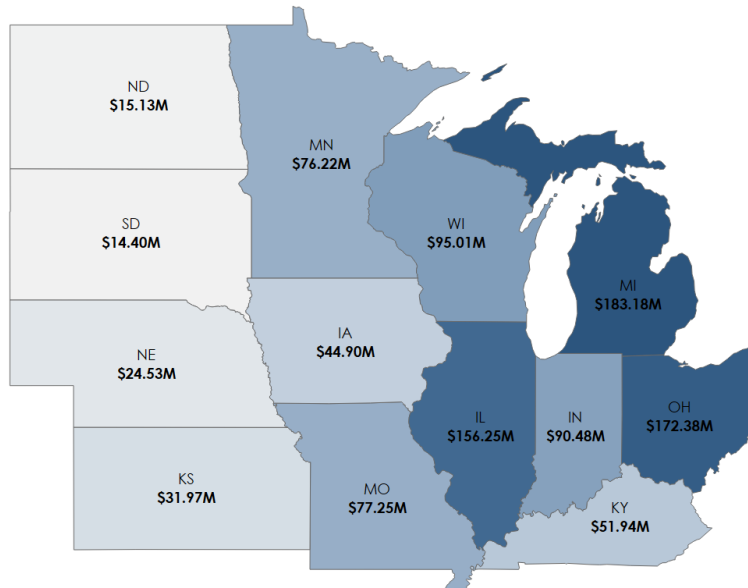 ND
$15.13M
MN
$76.22M
SD
$14.40M
WI
$95.01M
MI
$183.18M
NE
$24.53M
IA
$44.90M
IL
$156.25M
IN
$90.48M
OH
$172.38M
KS
$31.97M
MO
$77.25M
KY
$51.94M